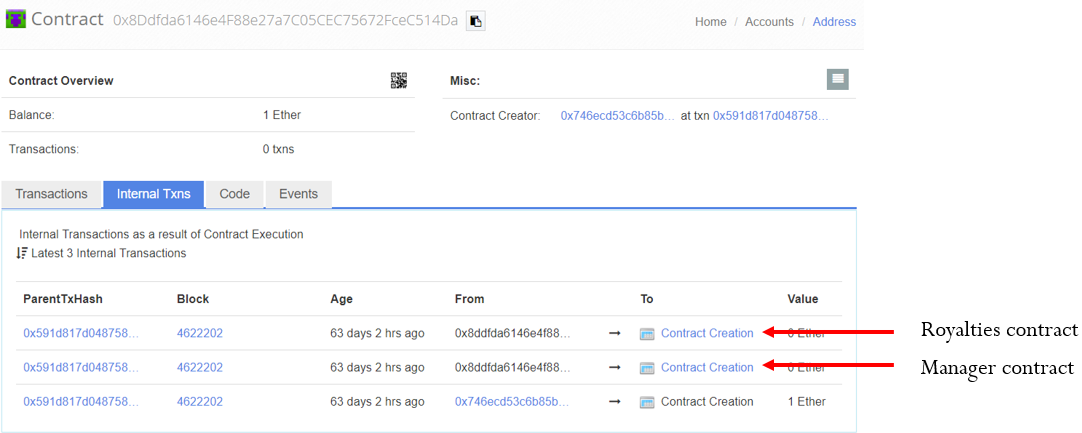 Contract 0x8Ddfda6146e4F88e27a7C05CEC75672FceC514Da
Home / Accounts / Address
Contract Overview
Misc:
Balance: 1 Ether
Contract Creator: 0x746ecd53c6b85b... at txn 0x591d817d048758...
Transactions: 0 txns
Transactions Internal Txns Code Events
Internal Transactions as a result of Contract Execution
Latest 3 Internal Transactions
ParentTxHash Block Age From To Value
0x591d817d048758... 4622202 63 days 2 hrs ago 0x8ddfda6146e4f88... → Contract Creation 0 Ether
Royalties contract
0x591d817d048758... 4622202 63 days 2 hrs ago 0x8ddfda6146e4f88... → Contract Creation 0 Ether
Manager contract
0x591d817d048758... 4622202 63 days 2 hrs ago 0x746ecd53c6b85b... → Contract Creation 1 Ether